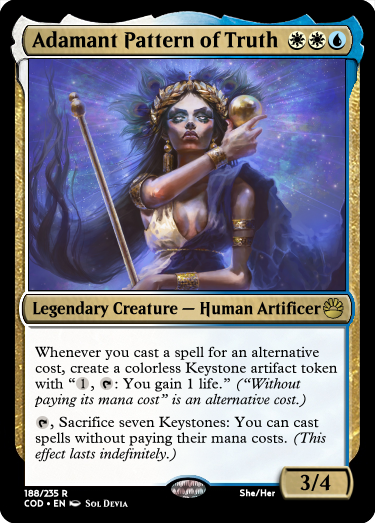 Adamant Pattern of Truth
Legendary Creature — Human Artificer
Whenever you cast a spell for an alternative
cost, create a colorless Keystone artifact token
with “1, T: You gain 1 life.” (“Without
paying its mana cost” is an alternative cost.)
T, Sacrifice seven Keystones: You can cast
spells without paying their mana costs. (This
effect lasts indefinitely.)
3/4
188/235 R
She/Her
COD • EN Sol Devia